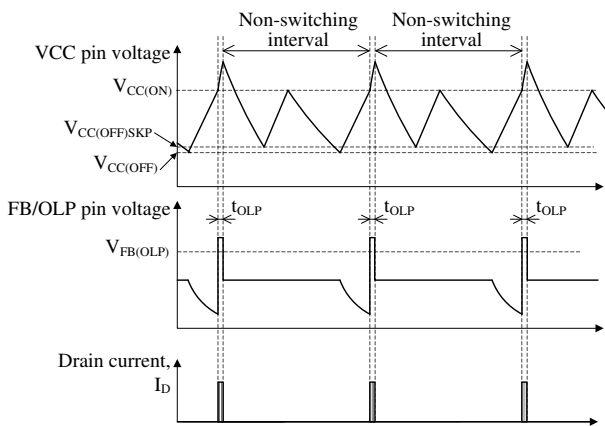 Non-switching interval
Non-switching interval
VCC pin voltage
VCC(ON)
VCC(OFF)SKP
VCC(OFF)
FB/OLP pin voltage
tOLP
tOLP
tOLP
VFB(OLP)
Drain current,
ID